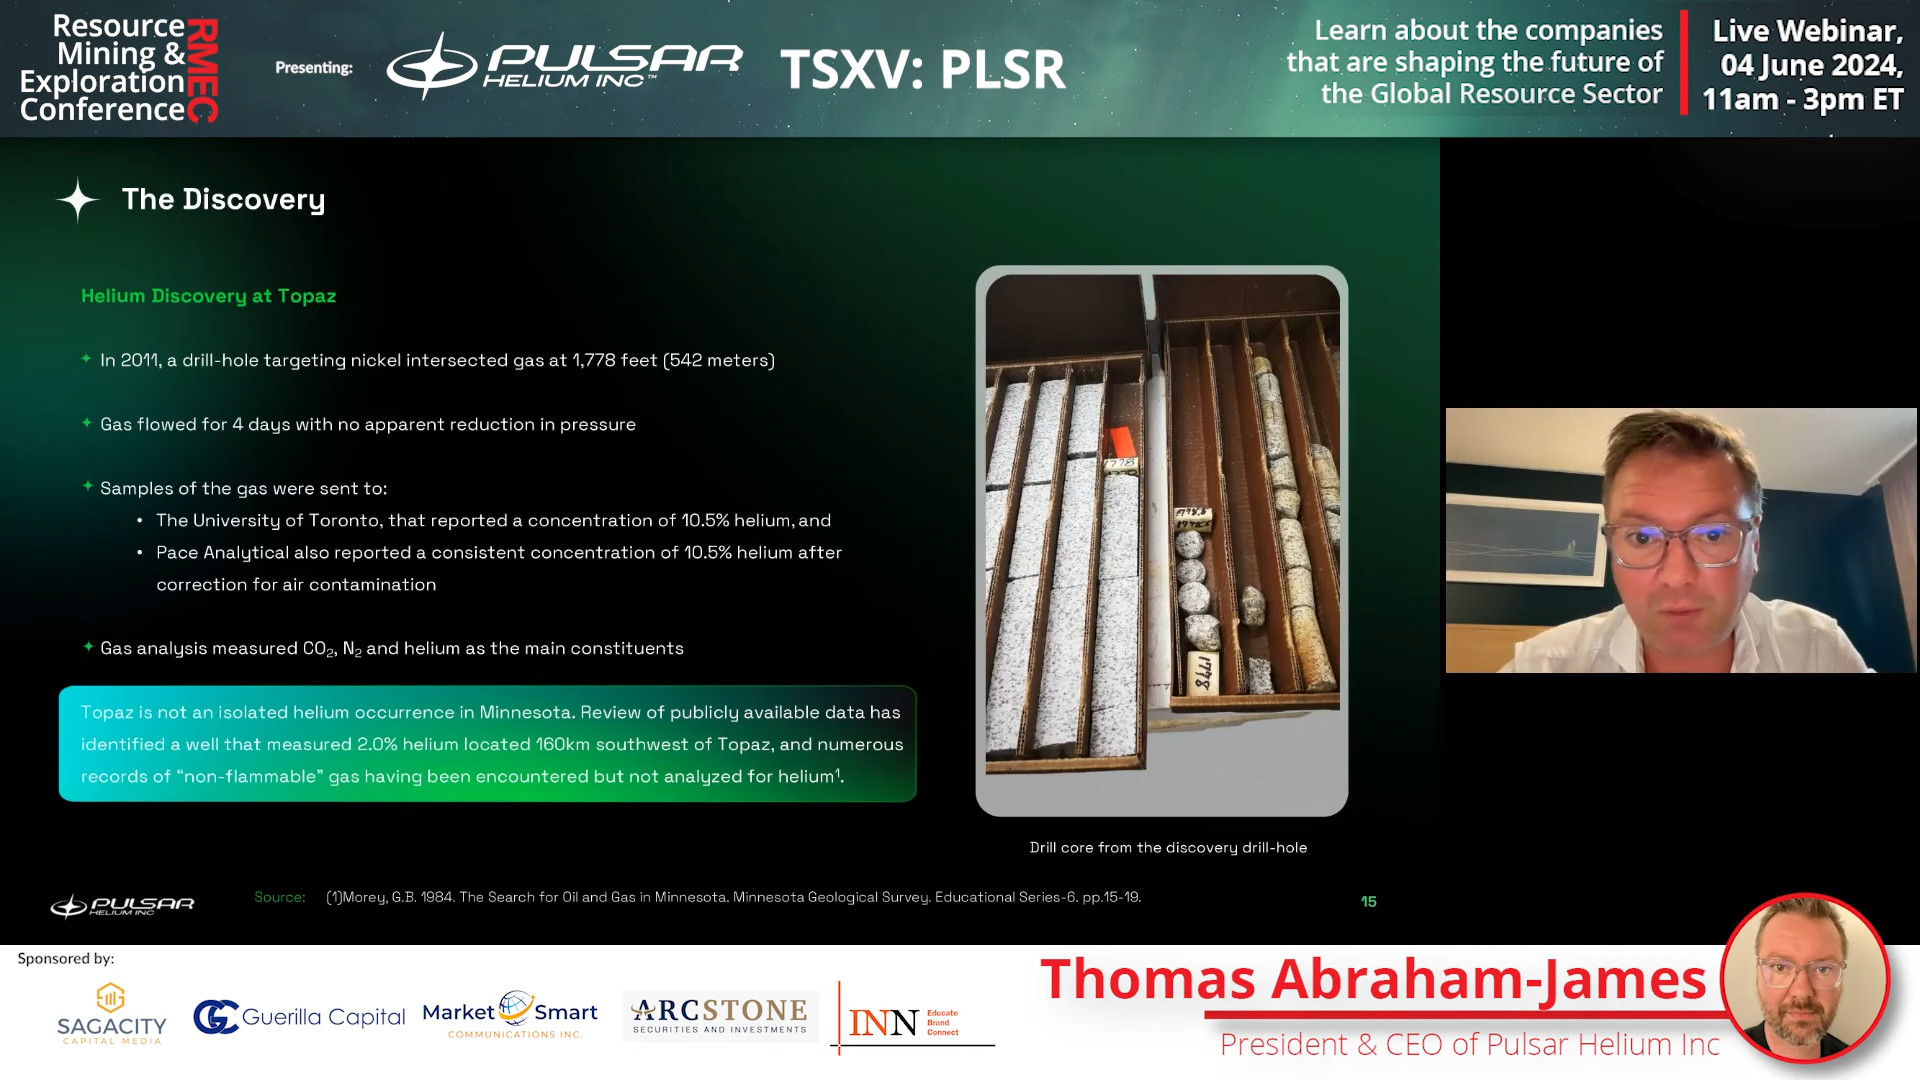 Resource
Mining &
Exploration
Conference
RMEC
Presenting:
PULSAR
HELIUM INC™
TSXV: PLSR
Learn about the companies
that are shaping the future of
the Global Resource Sector
Live Webinar,
04 June 2024,
11am - 3pm ET
The Discovery
Helium Discovery at Topaz
In 2011, a drill-hole targeting nickel intersected gas at 1,778 feet (542 meters)
Gas flowed for 4 days with no apparent reduction in pressure
Samples of the gas were sent to:
• The University of Toronto, that reported a concentration of 10.5% helium, and
• Pace Analytical also reported a consistent concentration of 10.5% helium after
correction for air contamination
Gas analysis measured CO₂, N₂ and helium as the main constituents
Topaz is not an isolated helium occurrence in Minnesota. Review of publicly available data has
identified a well that measured 2.0% helium located 160km southwest of Topaz, and numerous
records of “non-flammable” gas having been encountered but not analyzed for helium¹.
1778
1778
Drill core from the discovery drill-hole
PULSAR
HELIUM INC
Source: (1)Morey, G.B. 1984. The Search for Oil and Gas in Minnesota. Minnesota Geological Survey. Educational Series-6. pp.15-19.
15
Sponsored by:
SAGACITY
CAPITAL MEDIA
GC Guerilla Capital
Market Smart
COMMUNICATIONS INC.
ARCSTONE
SECURITIES AND INVESTMENTS
INN
Educate
Brand
Connect
Thomas Abraham-James
President & CEO of Pulsar Helium Inc